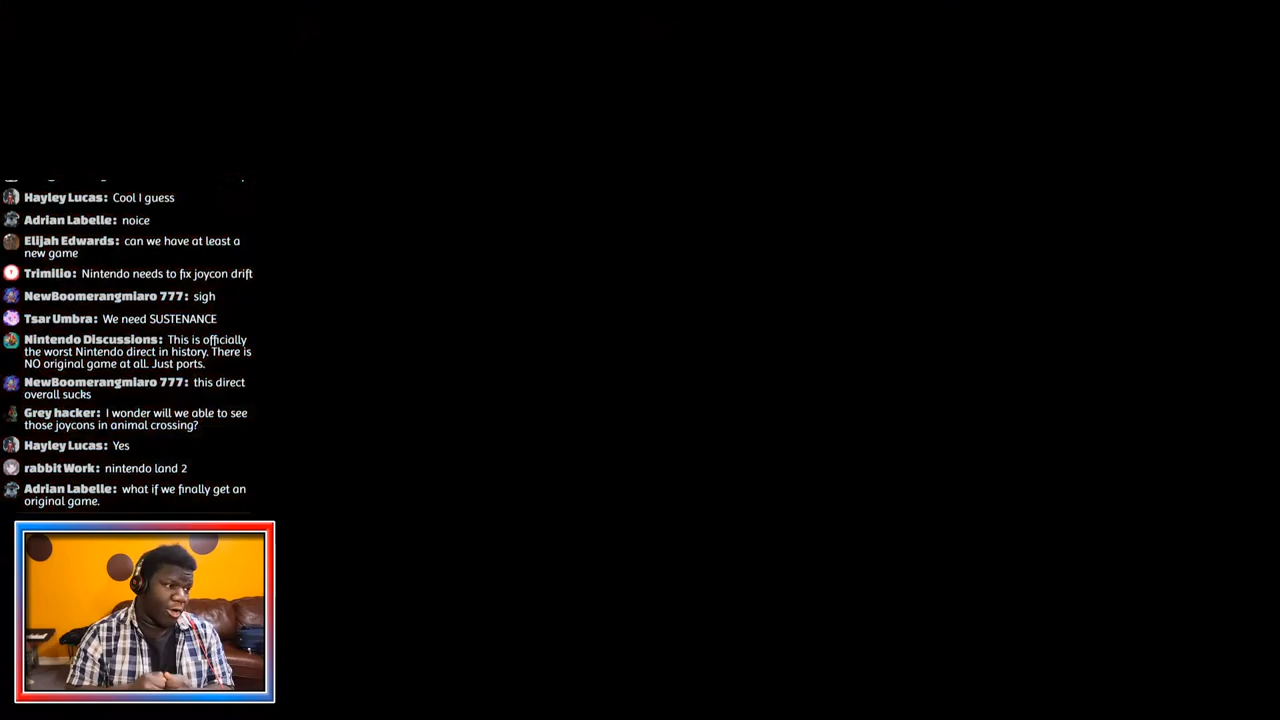 Hayley Lucas: Cool I guess
Adrian Labelle: noice
Elijah Edwards: can we have at least a
new game
Trimilio: Nintendo needs to fix joycon drift
NewBoomerangmiaro 777: sigh
Tsar Umbra: We need SUSTENANCE
Nintendo Discussions: This is officially
the worst Nintendo direct in history. There is
NO original game at all. Just ports.
NewBoomerangmiaro 777: this direct
overall sucks
Grey hacker: I wonder will we able to see
those joycons in animal crossing?
Hayley Lucas: Yes
rabbit Work: nintendo land 2
Adrian Labelle: what if we finally get an
original game.